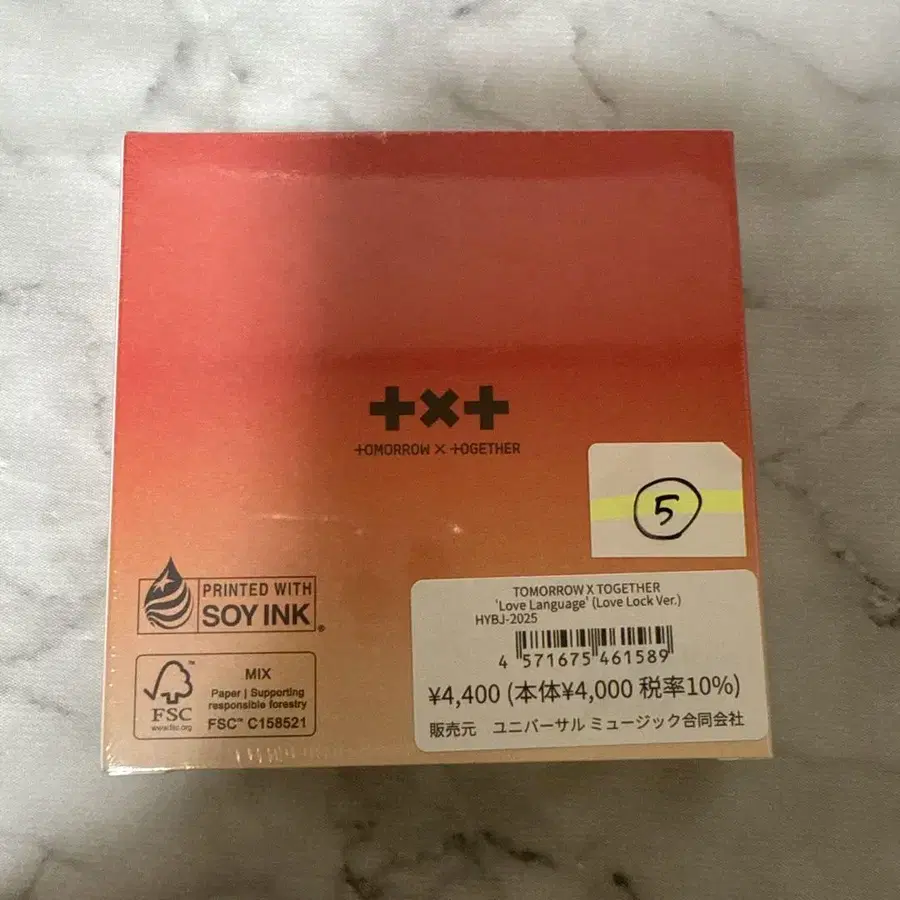 +×+
TOMORROW × TOGETHER
5
PRINTED WITH
SOY INK
®
TOMORROW X TOGETHER
'Love Language' (Love Lock Ver.)
HYBJ-2025
4 571675 461589
¥4,400 (本体¥4,000 税率10%)
販売元 ユニバーサル ミュージック合同会社
FSC
www.fsc.org
MIX
Paper | Supporting
responsible forestry
FSC™ C158521